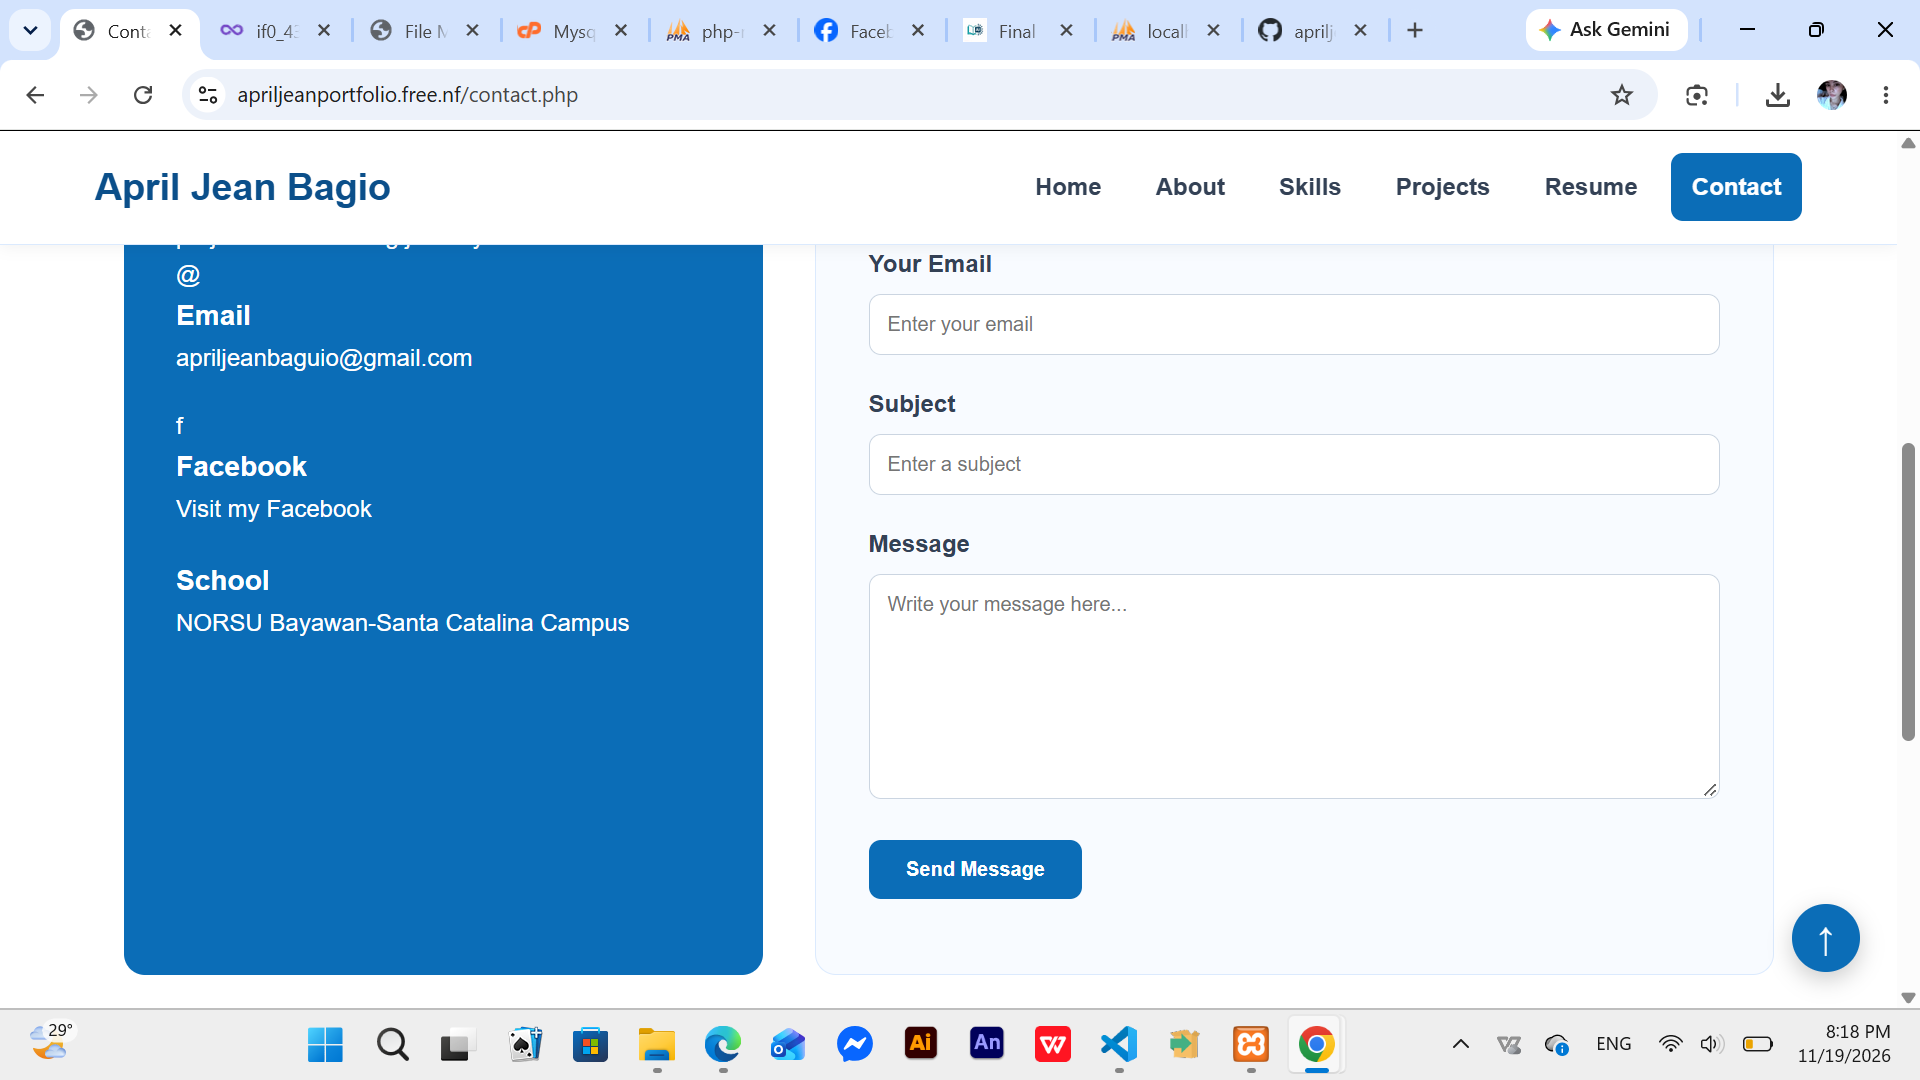 Conta
if0_43
File M
Mysq
php-
Faceb
Final
locall
aprilj
Ask Gemini
apriljeanportfolio.free.nf/contact.php
April Jean Bagio
Home
About
Skills
Projects
Resume
Contact
@
Email
apriljeanbaguio@gmail.com
f
Facebook
Visit my Facebook
School
NORSU Bayawan-Santa Catalina Campus
Your Email
Enter your email
Subject
Enter a subject
Message
Write your message here...
Send Message
↑
29°
ENG
8:18 PM
11/19/2026